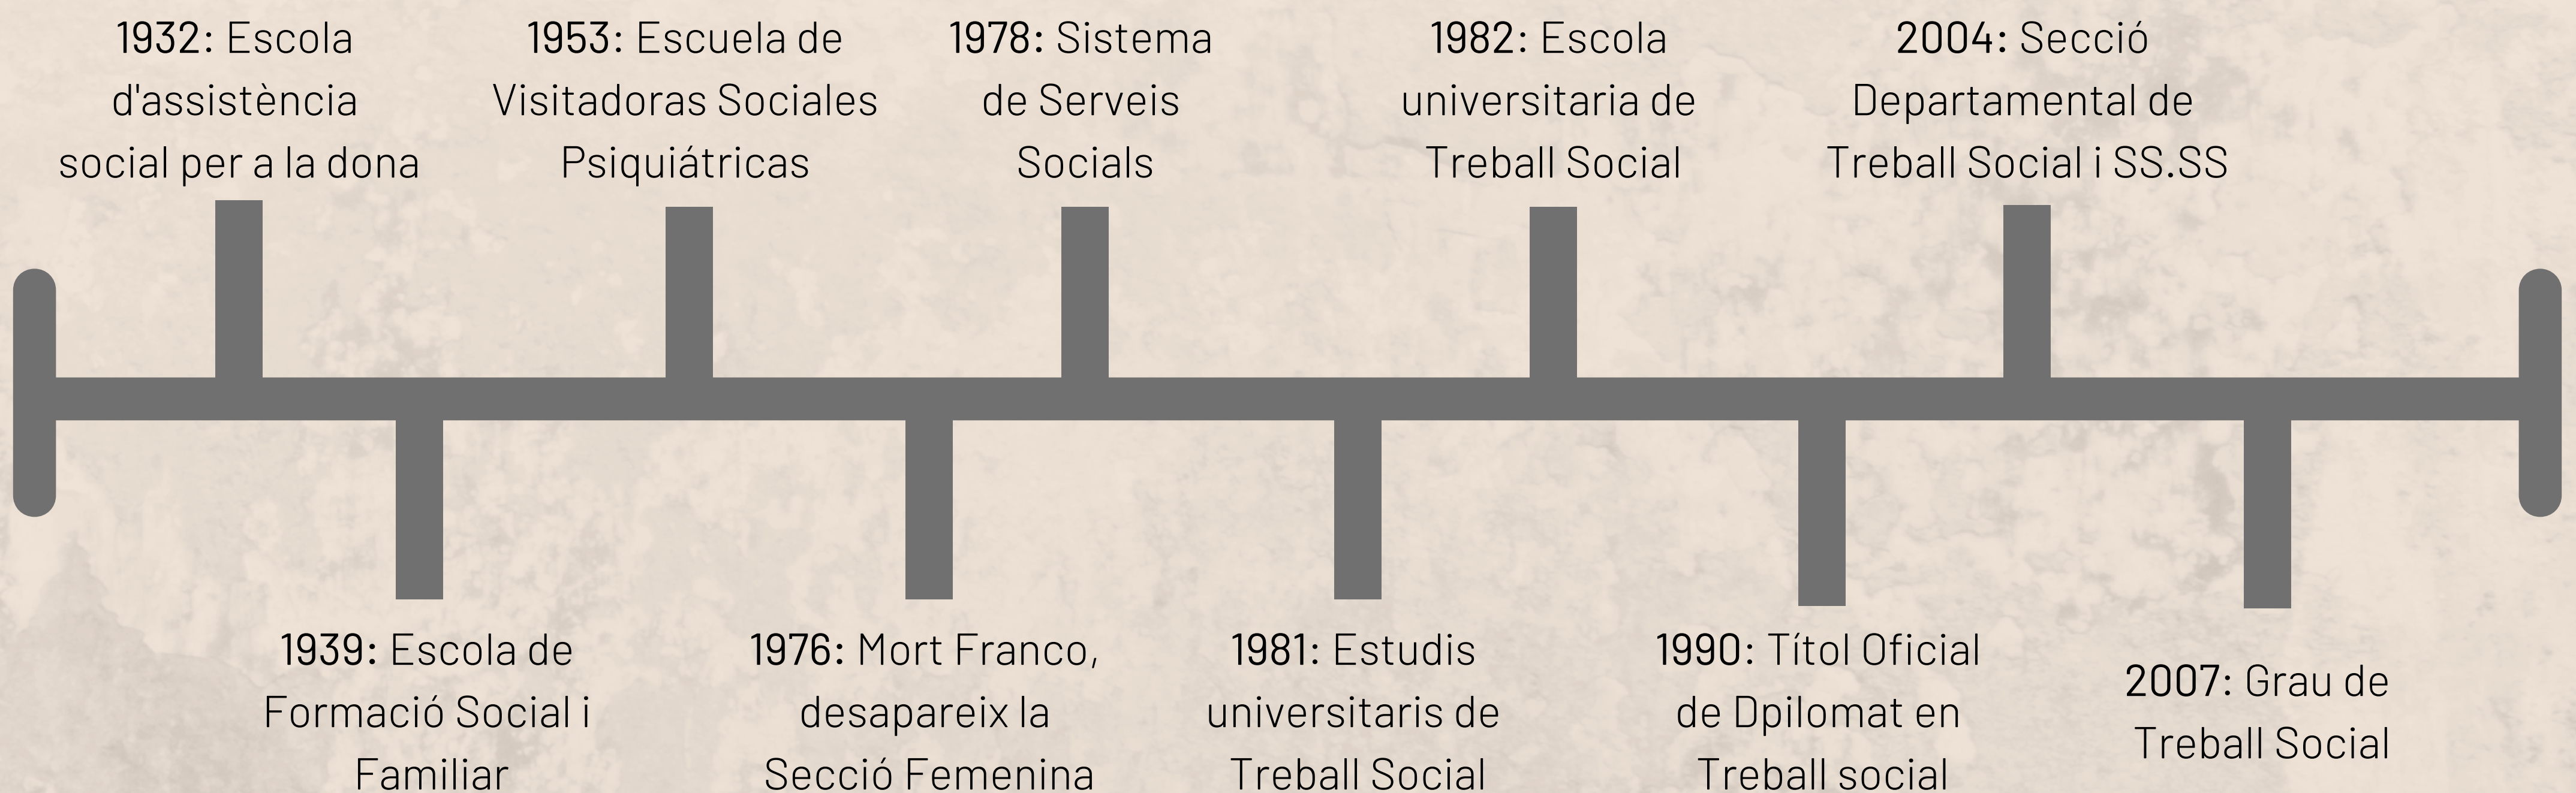 1932: Escola
d'assistència
social per a la dona
1953: Escuela de
Visitadoras Sociales
Psiquiátricas
1978: Sistema
de Serveis
Socials
1982: Escola
universitaria de
Treball Social
2004: Secció
Departamental de
Treball Social i SS.SS
1939: Escola de
Formació Social i
Familiar
1976: Mort Franco,
desapareix la
Secció Femenina
1981: Estudis
universitaris de
Treball Social
1990: Títol Oficial
de Dpilomat en
Treball social
2007: Grau de
Treball Social